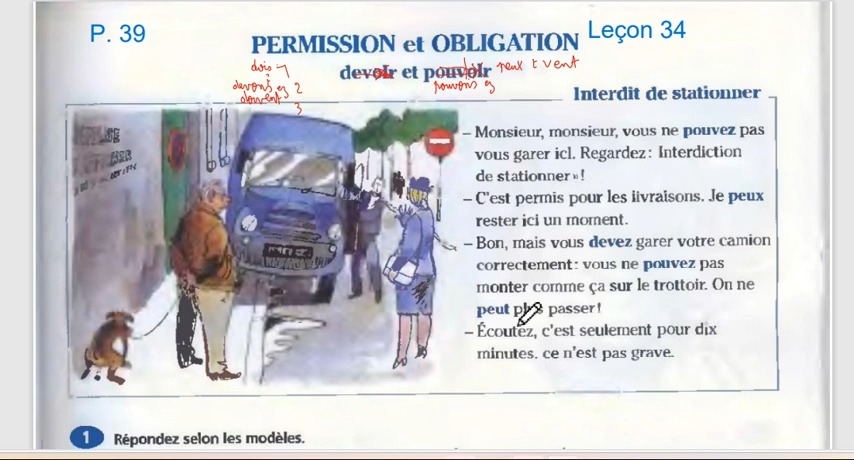 P. 39
Leçon 34
PERMISSION et OBLIGATION
devoir et pouvoir
dois
peux t vent
devons ez
pouvons ez
doivent
Interdit de stationner
– Monsieur, monsieur, vous ne pouvez pas
vous garer ici. Regardez : Interdiction
de stationner » !
– C'est permis pour les livraisons. Je peux
rester ici un moment.
– Bon, mais vous devez garer votre camion
correctement : vous ne pouvez pas
monter comme ça sur le trottoir. On ne
peut plus passer !
– Écoutez, c'est seulement pour dix
minutes. ce n'est pas grave.
1 Répondez selon les modèles.